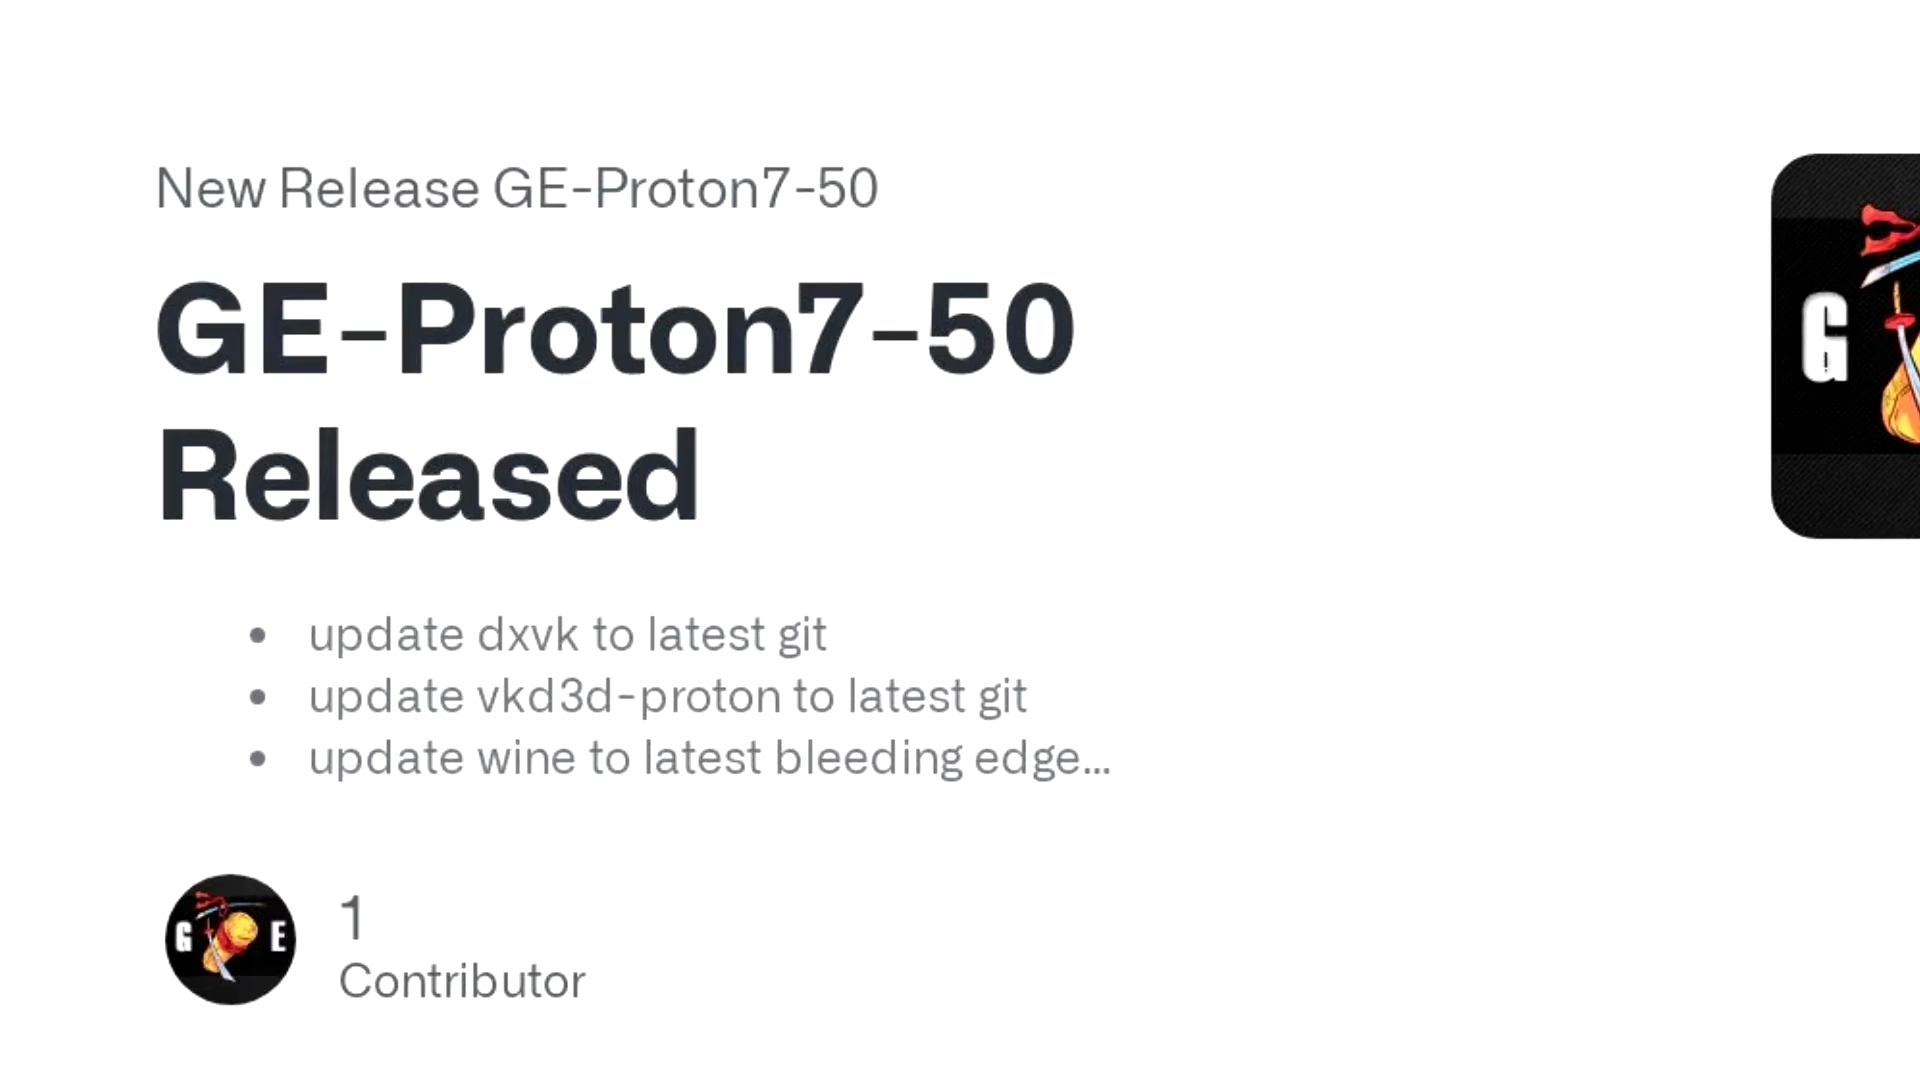 New Release GE-Proton7-50
GE-Proton7-50
Released
• update dxvk to latest git
• update vkd3d-proton to latest git
• update wine to latest bleeding edge...
G
G E
1
Contributor